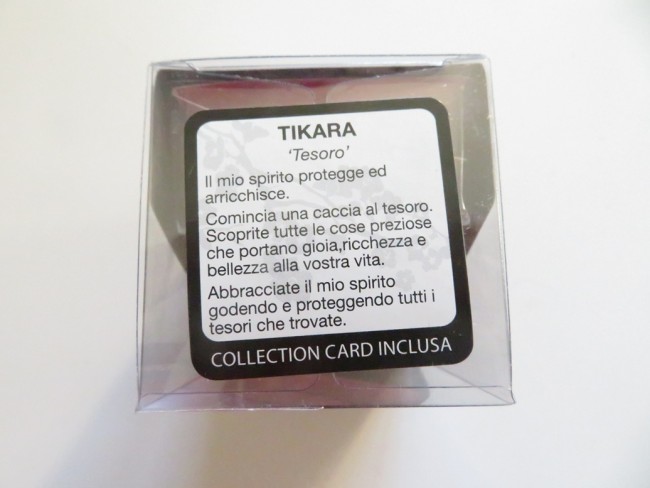 TIKARA
‘Tesoro’
Il mio spirito protegge ed
arricchisce.
Comincia una caccia al tesoro.
Scoprite tutte le cose preziose
che portano gioia,ricchezza e
bellezza alla vostra vita.
Abbracciate il mio spirito
godendo e proteggendo tutti i
tesori che trovate.
COLLECTION CARD INCLUSA